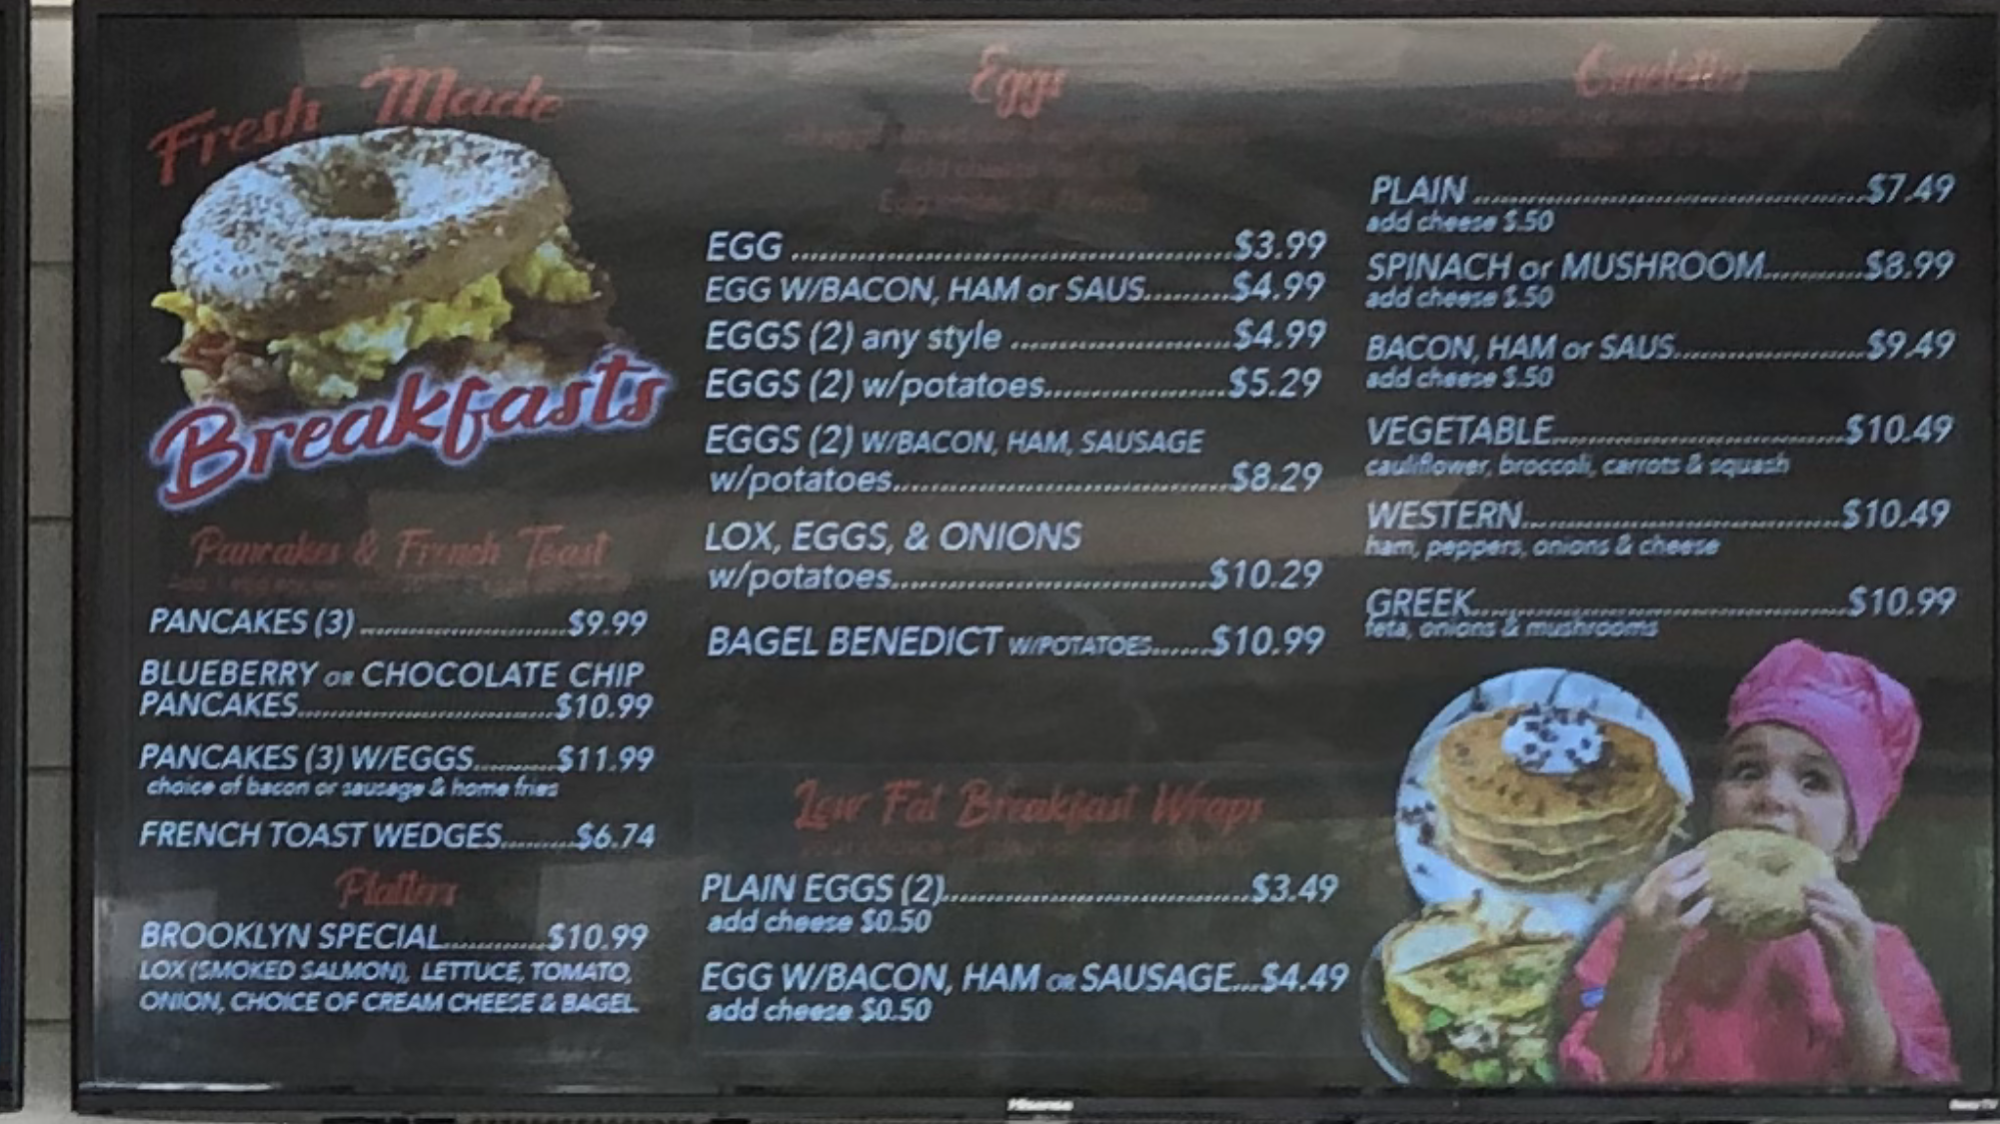 Fresh Made
Breakfasts
Pancakes & French Toast
PANCAKES (3) ........................ $9.99
BLUEBERRY OR CHOCOLATE CHIP
PANCAKES........................ $10.99
PANCAKES (3) W/EGGS.......... $11.99
choice of bacon or sausage & home fries
FRENCH TOAST WEDGES......... $6.74
Platters
BROOKLYN SPECIAL............ $10.99
LOX (SMOKED SALMON), LETTUCE, TOMATO,
ONION, CHOICE OF CREAM CHEESE & BAGEL
Eggs
Add cheese
EGG ........................ $3.99
EGG W/BACON, HAM or SAUS......... $4.99
EGGS (2) any style ........................ $4.99
EGGS (2) w/potatoes........................ $5.29
EGGS (2) W/BACON, HAM, SAUSAGE
w/potatoes........................ $8.29
LOX, EGGS, & ONIONS
w/potatoes........................ $10.29
BAGEL BENEDICT W/POTATOES...... $10.99
Low Fat Breakfast Wraps
PLAIN EGGS (2)........................ $3.49
add cheese $0.50
EGG W/BACON, HAM OR SAUSAGE... $4.49
add cheese $0.50
Omelettes
PLAIN ........................ $7.49
add cheese $.50
SPINACH or MUSHROOM.......... $8.99
add cheese $.50
BACON, HAM or SAUS.................. $9.49
add cheese $.50
VEGETABLE........................ $10.49
cauliflower, broccoli, carrots & squash
WESTERN........................ $10.49
ham, peppers, onions & cheese
GREEK........................ $10.99
feta, onions & mushrooms
Hisense
Roku TV